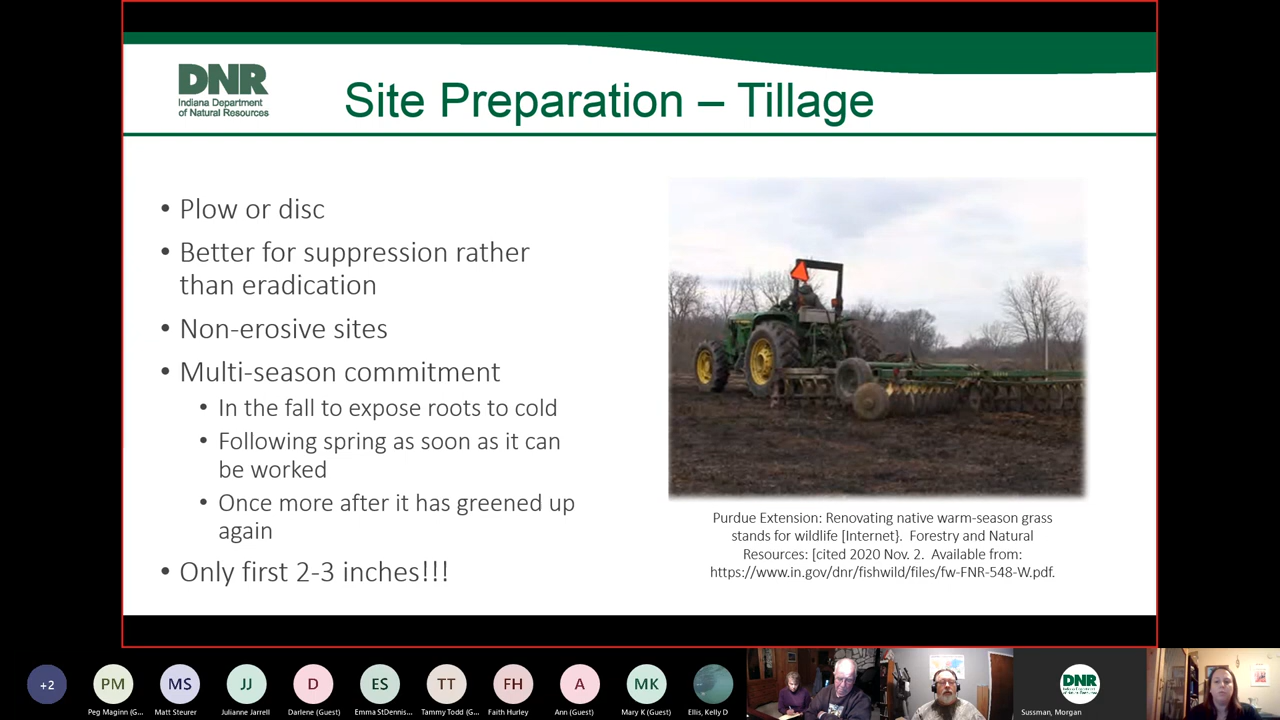 DNR
Indiana Department
of Natural Resources
Site Preparation – Tillage
• Plow or disc
• Better for suppression rather
than eradication
• Non-erosive sites
• Multi-season commitment
• In the fall to expose roots to cold
• Following spring as soon as it can
be worked
• Once more after it has greened up
again
• Only first 2-3 inches!!!
Purdue Extension: Renovating native warm-season grass
stands for wildlife [Internet}. Forestry and Natural
Resources: [cited 2020 Nov. 2. Available from:
https://www.in.gov/dnr/fishwild/files/fw-FNR-548-W.pdf.
+2
PM
MS
JJ
D
ES
TT
FH
A
MK
DNR
Peg Maginn (G...
Matt Steurer
Julianne Jarrell
Darlene (Guest)
Emma StDennis...
Tammy Todd (G...
Faith Hurley
Ann (Guest)
Mary K (Guest)
Ellis, Kelly D
Sussman, Morgan